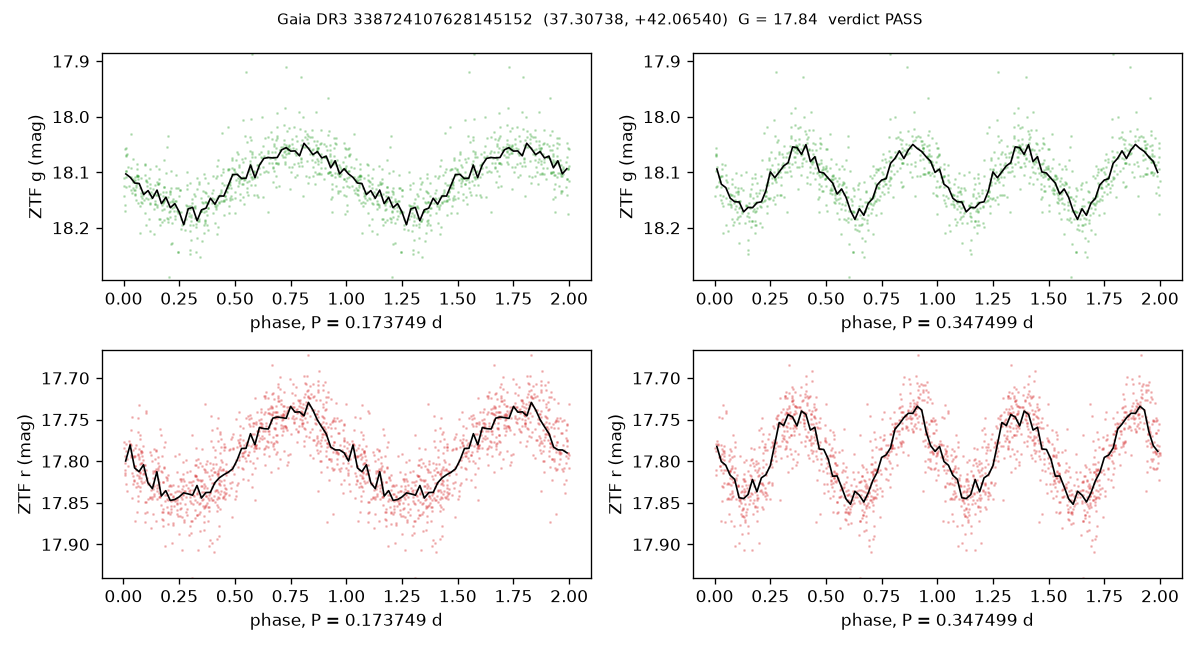 Gaia DR3 338724107628145152 (37.30738, +42.06540) G = 17.84 verdict PASS
ZTF g (mag)
17.9
18.0
18.1
18.2
0.00 0.25 0.50 0.75 1.00 1.25 1.50 1.75 2.00
phase, P = 0.173749 d
ZTF g (mag)
17.9
18.0
18.1
18.2
0.00 0.25 0.50 0.75 1.00 1.25 1.50 1.75 2.00
phase, P = 0.347499 d
ZTF r (mag)
17.70
17.75
17.80
17.85
17.90
0.00 0.25 0.50 0.75 1.00 1.25 1.50 1.75 2.00
phase, P = 0.173749 d
ZTF r (mag)
17.70
17.75
17.80
17.85
17.90
0.00 0.25 0.50 0.75 1.00 1.25 1.50 1.75 2.00
phase, P = 0.347499 d